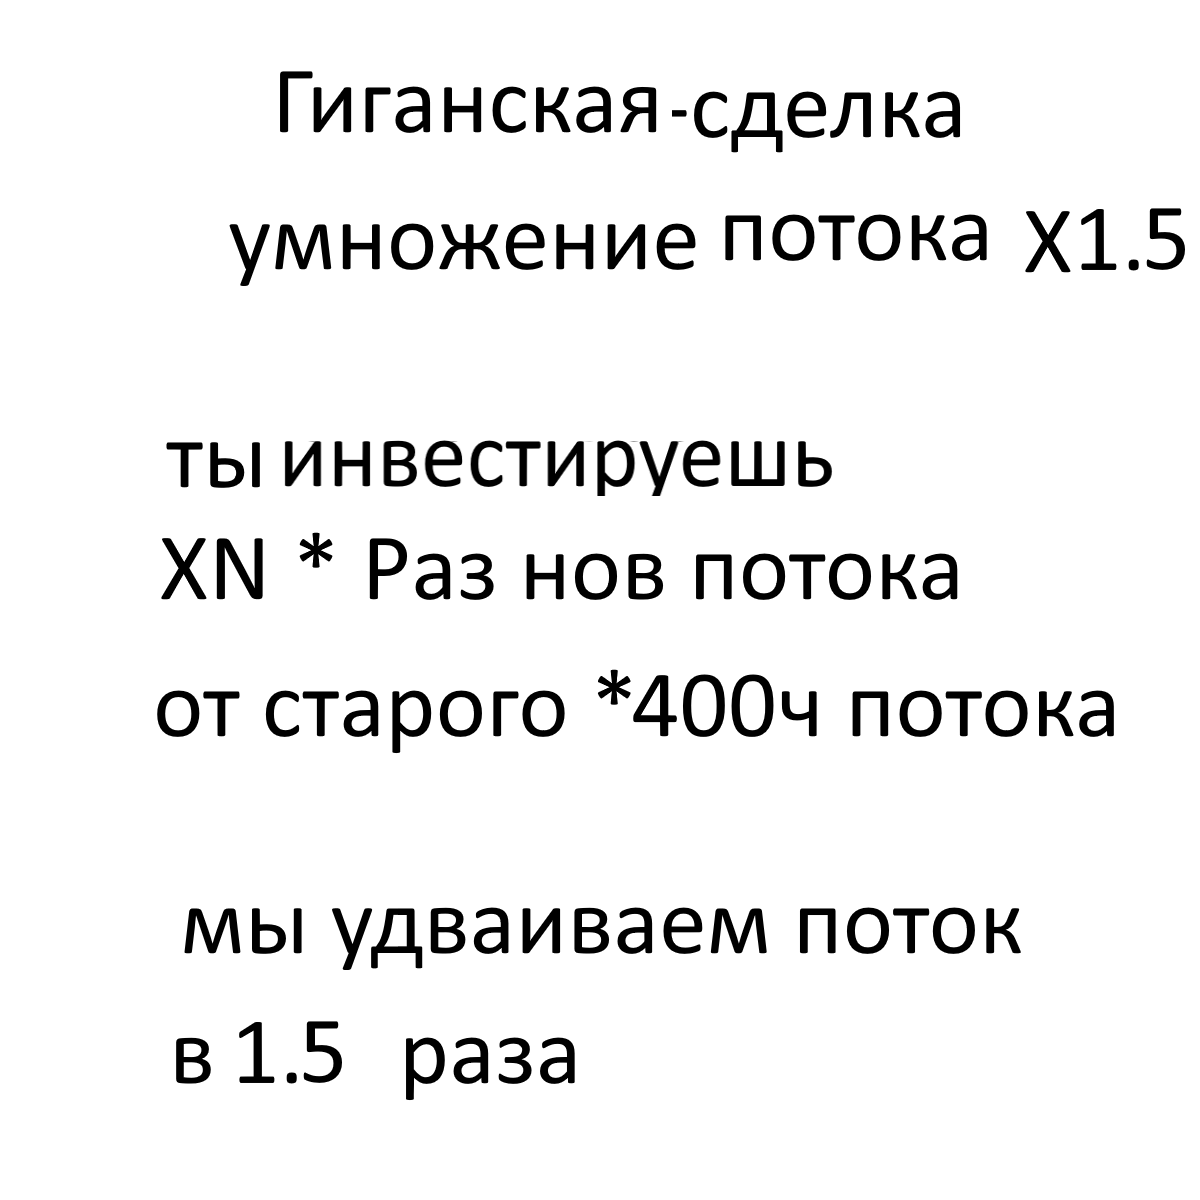 Гиганская-сделка
умножение потока X1.5
ты инвестируешь
XN * Раз нов потока
от старого *400ч потока
мы удваиваем поток
в 1.5 раза